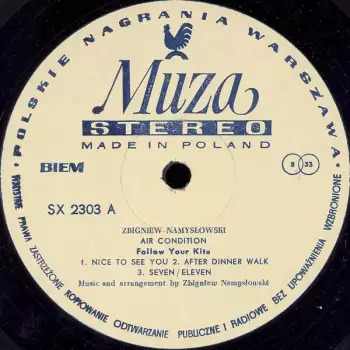 • POLSKIE NAGRANIA WARSZAWA •
Muza
STEREO
MADE IN POLAND
BIEM
2 33
SX 2303 A
ZBIGNIEW NAMYSŁOWSKI
AIR CONDITION
Follow Your Kite
1. NICE TO SEE YOU 2. AFTER DINNER WALK
3. SEVEN/ELEVEN
Music and arrangement by Zbigniew Namysłowski
WSZYSTKIE PRAWA ZASTRZEŻONE KOPIOWANIE ODTWARZANIE PUBLICZNE I RADIOWE BEZ UPOWAŻNIENIA WZBRONIONE